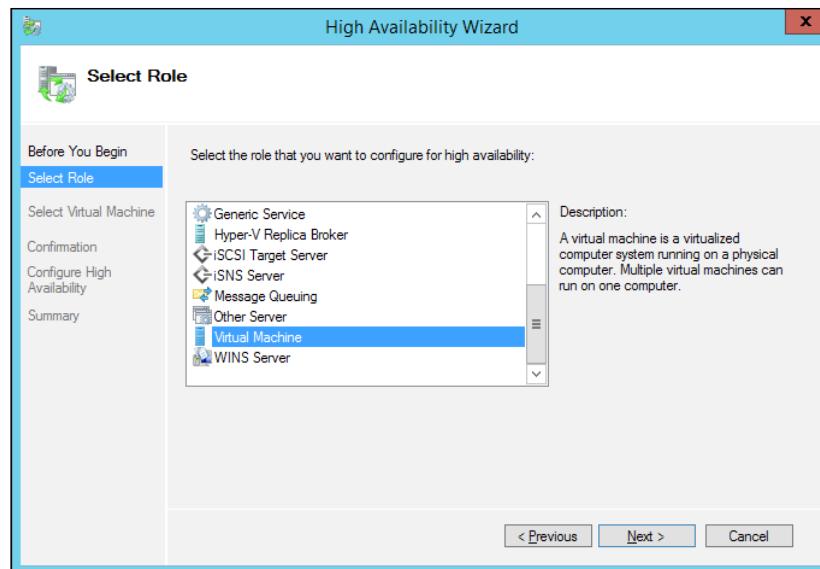 High Availability Wizard
x
Select Role
Before You Begin
Select Role
Select Virtual Machine
Confirmation
Configure High
Availability
Summary
Select the role that you want to configure for high availability:
Generic Service
Hyper-V Replica Broker
iSCSI Target Server
iSNS Server
Message Queuing
Other Server
Virtual Machine
WINS Server
Description:
A virtual machine is a virtualized
computer system running on a physical
computer. Multiple virtual machines can
run on one computer.
< Previous
Next >
Cancel